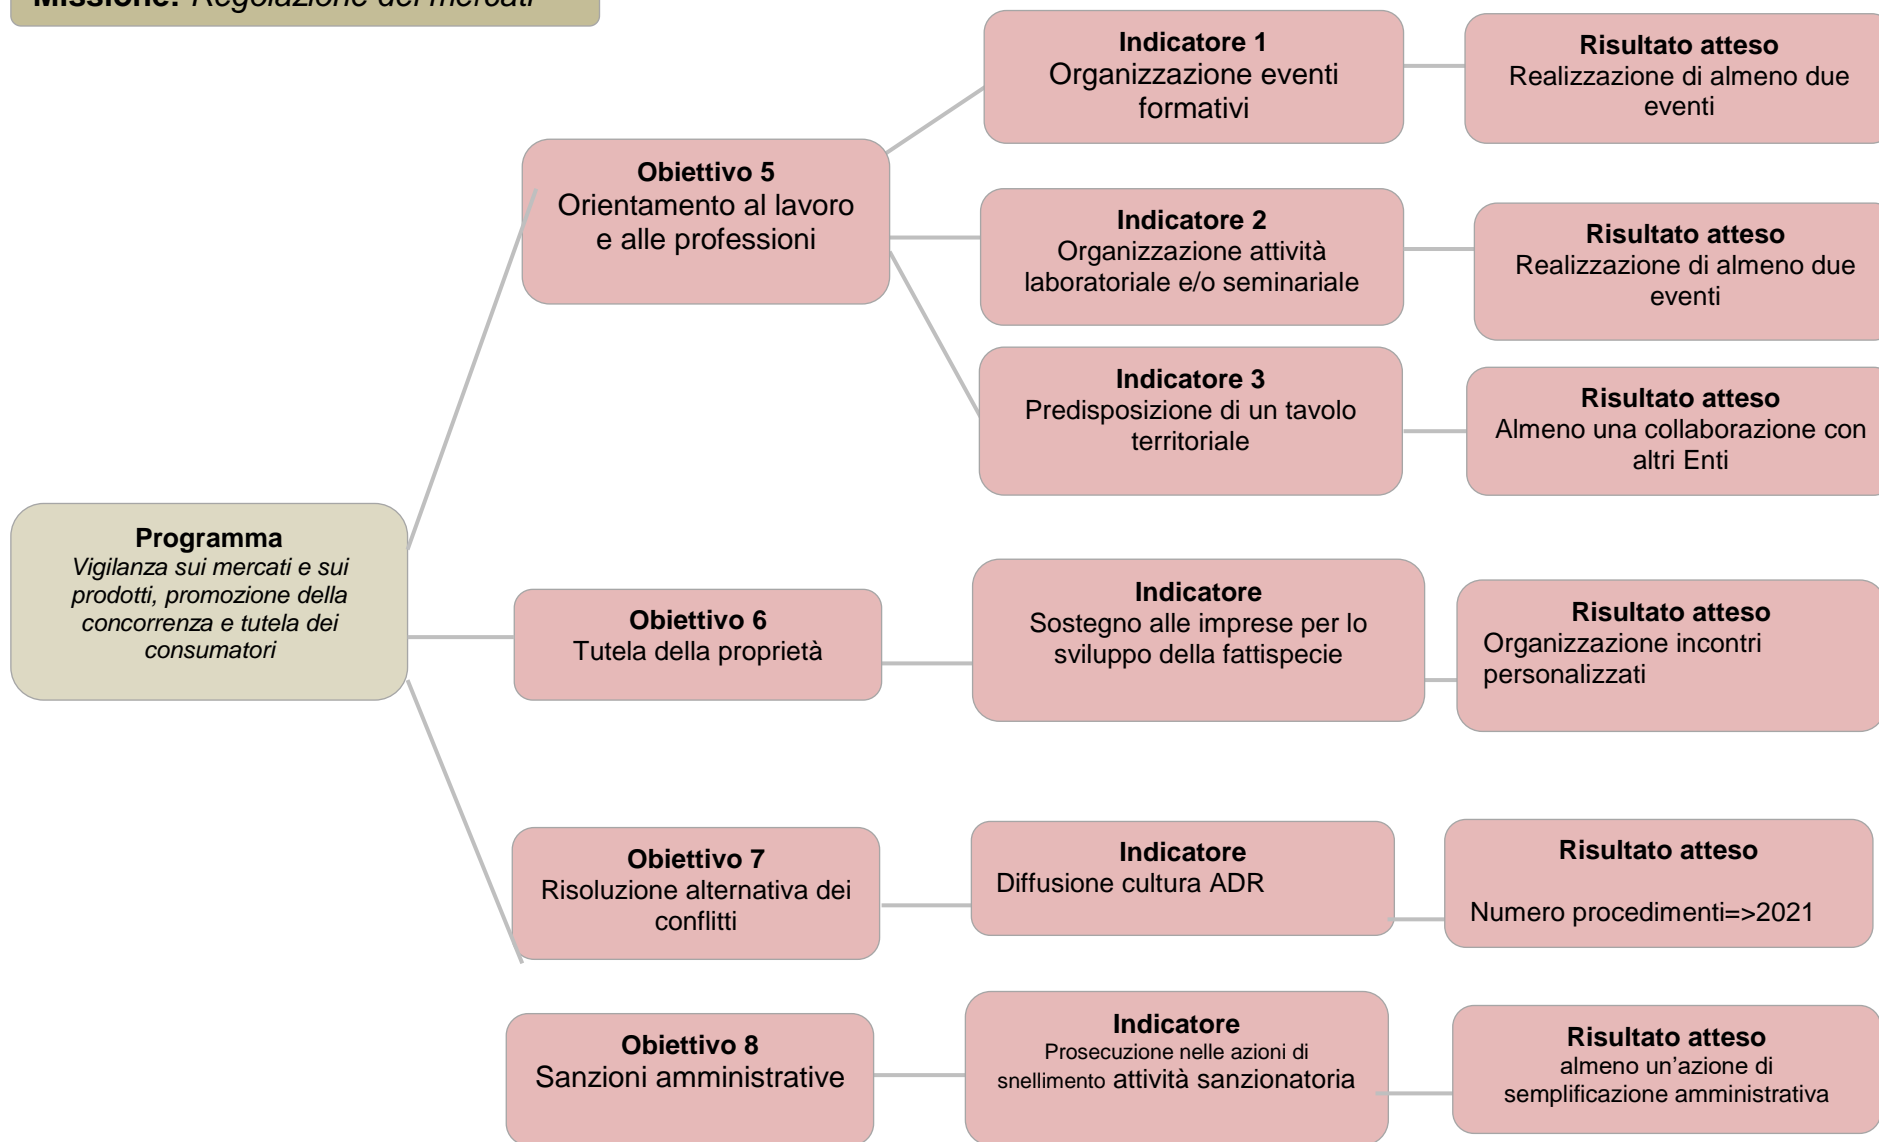 Missione: Regolazione dei mercati
Indicatore 1
Organizzazione eventi
formativi
Risultato atteso
Realizzazione di almeno due
eventi
Obiettivo 5
Orientamento al lavoro
e alle professioni
Indicatore 2
Organizzazione attività
laboratoriale e/o seminariale
Risultato atteso
Realizzazione di almeno due
eventi
Indicatore 3
Predisposizione di un tavolo
territoriale
Risultato atteso
Almeno una collaborazione con
altri Enti
Programma
Vigilanza sui mercati e sui
prodotti, promozione della
concorrenza e tutela dei
consumatori
Obiettivo 6
Tutela della proprietà
Indicatore
Sostegno alle imprese per lo
sviluppo della fattispecie
Risultato atteso
Organizzazione incontri
personalizzati
Obiettivo 7
Risoluzione alternativa dei
conflitti
Indicatore
Diffusione cultura ADR
Risultato atteso
Numero procedimenti=>2021
Obiettivo 8
Sanzioni amministrative
Indicatore
Prosecuzione nelle azioni di
snellimento attività sanzionatoria
Risultato atteso
almeno un’azione di
semplificazione amministrativa